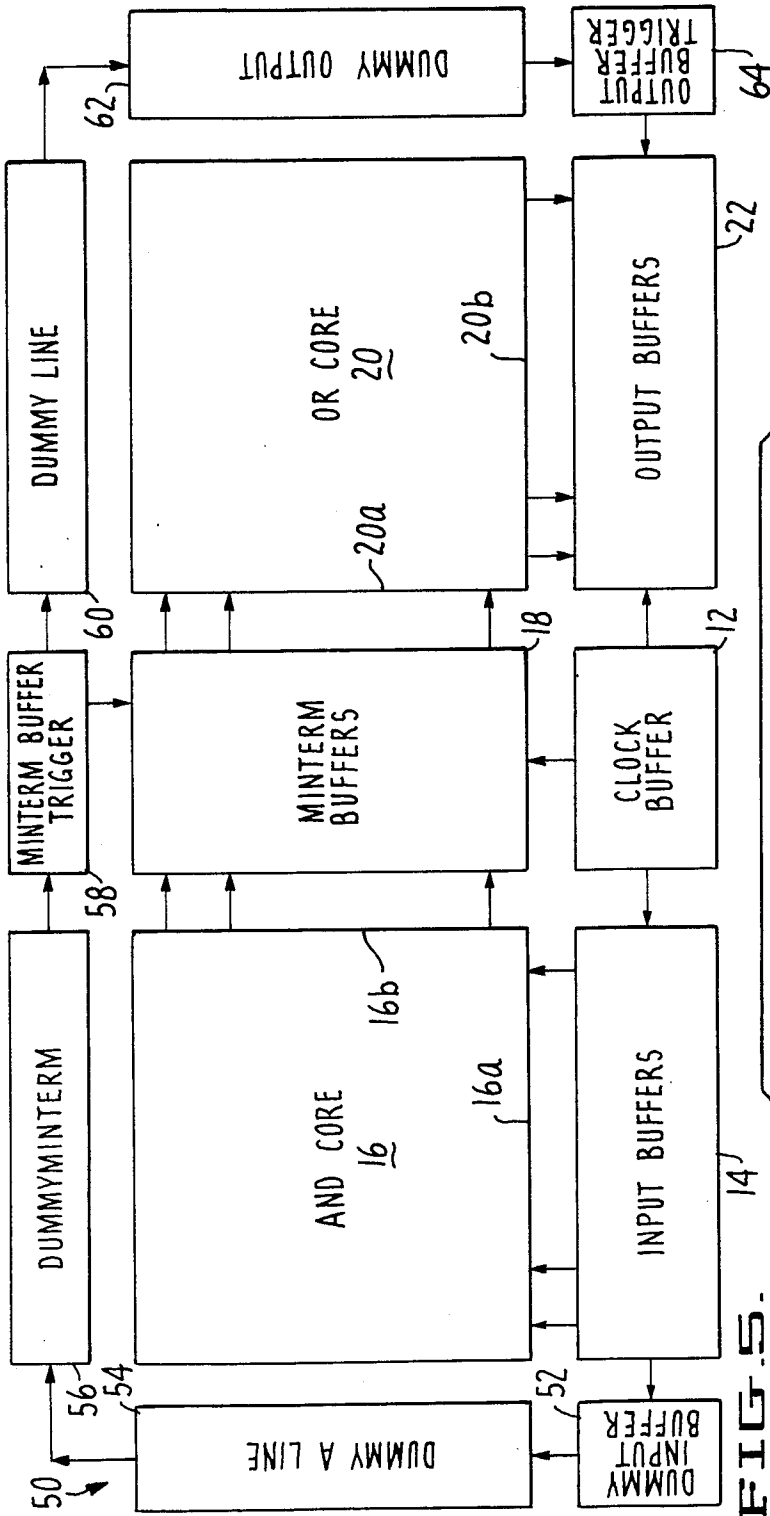 50
54
56
DUMMYMINTERM
58
MINTERM BUFFER
TRIGGER
60
DUMMY LINE
62
DUMMY A LINE
AND CORE
16
16b
16a
MINTERM
BUFFERS
18
OR CORE
20
20a
20b
DUMMY OUTPUT
52
DUMMY
INPUT
BUFFER
INPUT BUFFERS
14
CLOCK
BUFFER
12
OUTPUT BUFFERS
22
OUTPUT
BUFFER
TRIGGER
64
FIG.5.